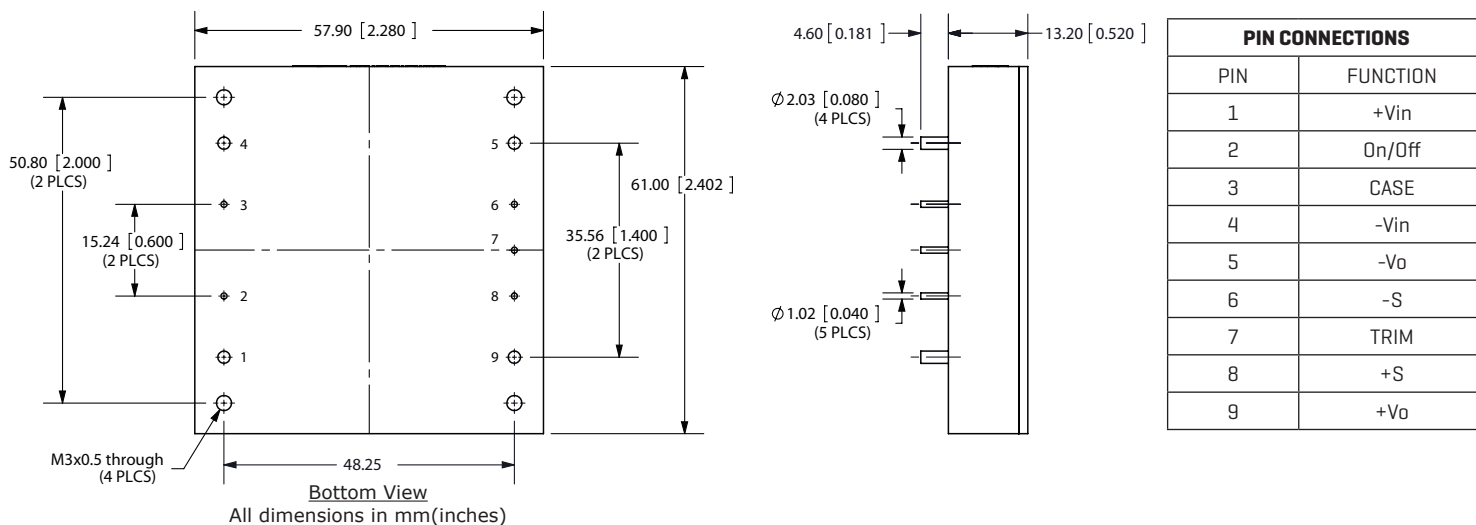 57.90 [2.280]
4
5
50.80 [2.000]
(2 PLCS)
3
6
61.00 [2.402]
15.24 [0.600]
(2 PLCS)
7
35.56 [1.400]
(2 PLCS)
2
8
1
9
M3x0.5 through
(4 PLCS)
48.25
Bottom View
All dimensions in mm(inches)
4.60 [0.181]
13.20 [0.520]
Ø2.03 [0.080]
(4 PLCS)
Ø1.02 [0.040]
(5 PLCS)
PIN CONNECTIONS
PIN FUNCTION
1 +Vin
2 On/Off
3 CASE
4 -Vin
5 -Vo
6 -S
7 TRIM
8 +S
9 +Vo